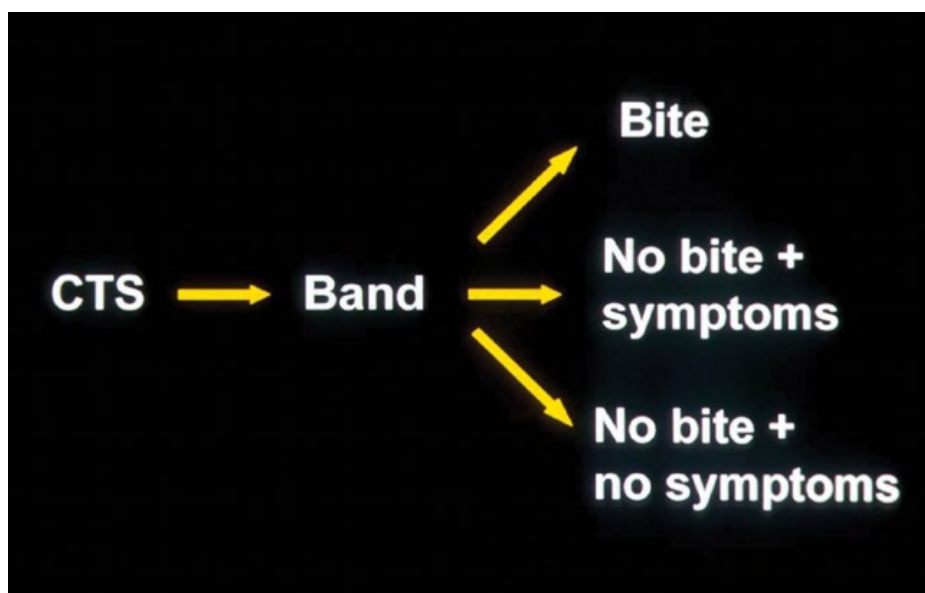 CTS
Band
Bite
No bite +
symptoms
No bite +
no symptoms